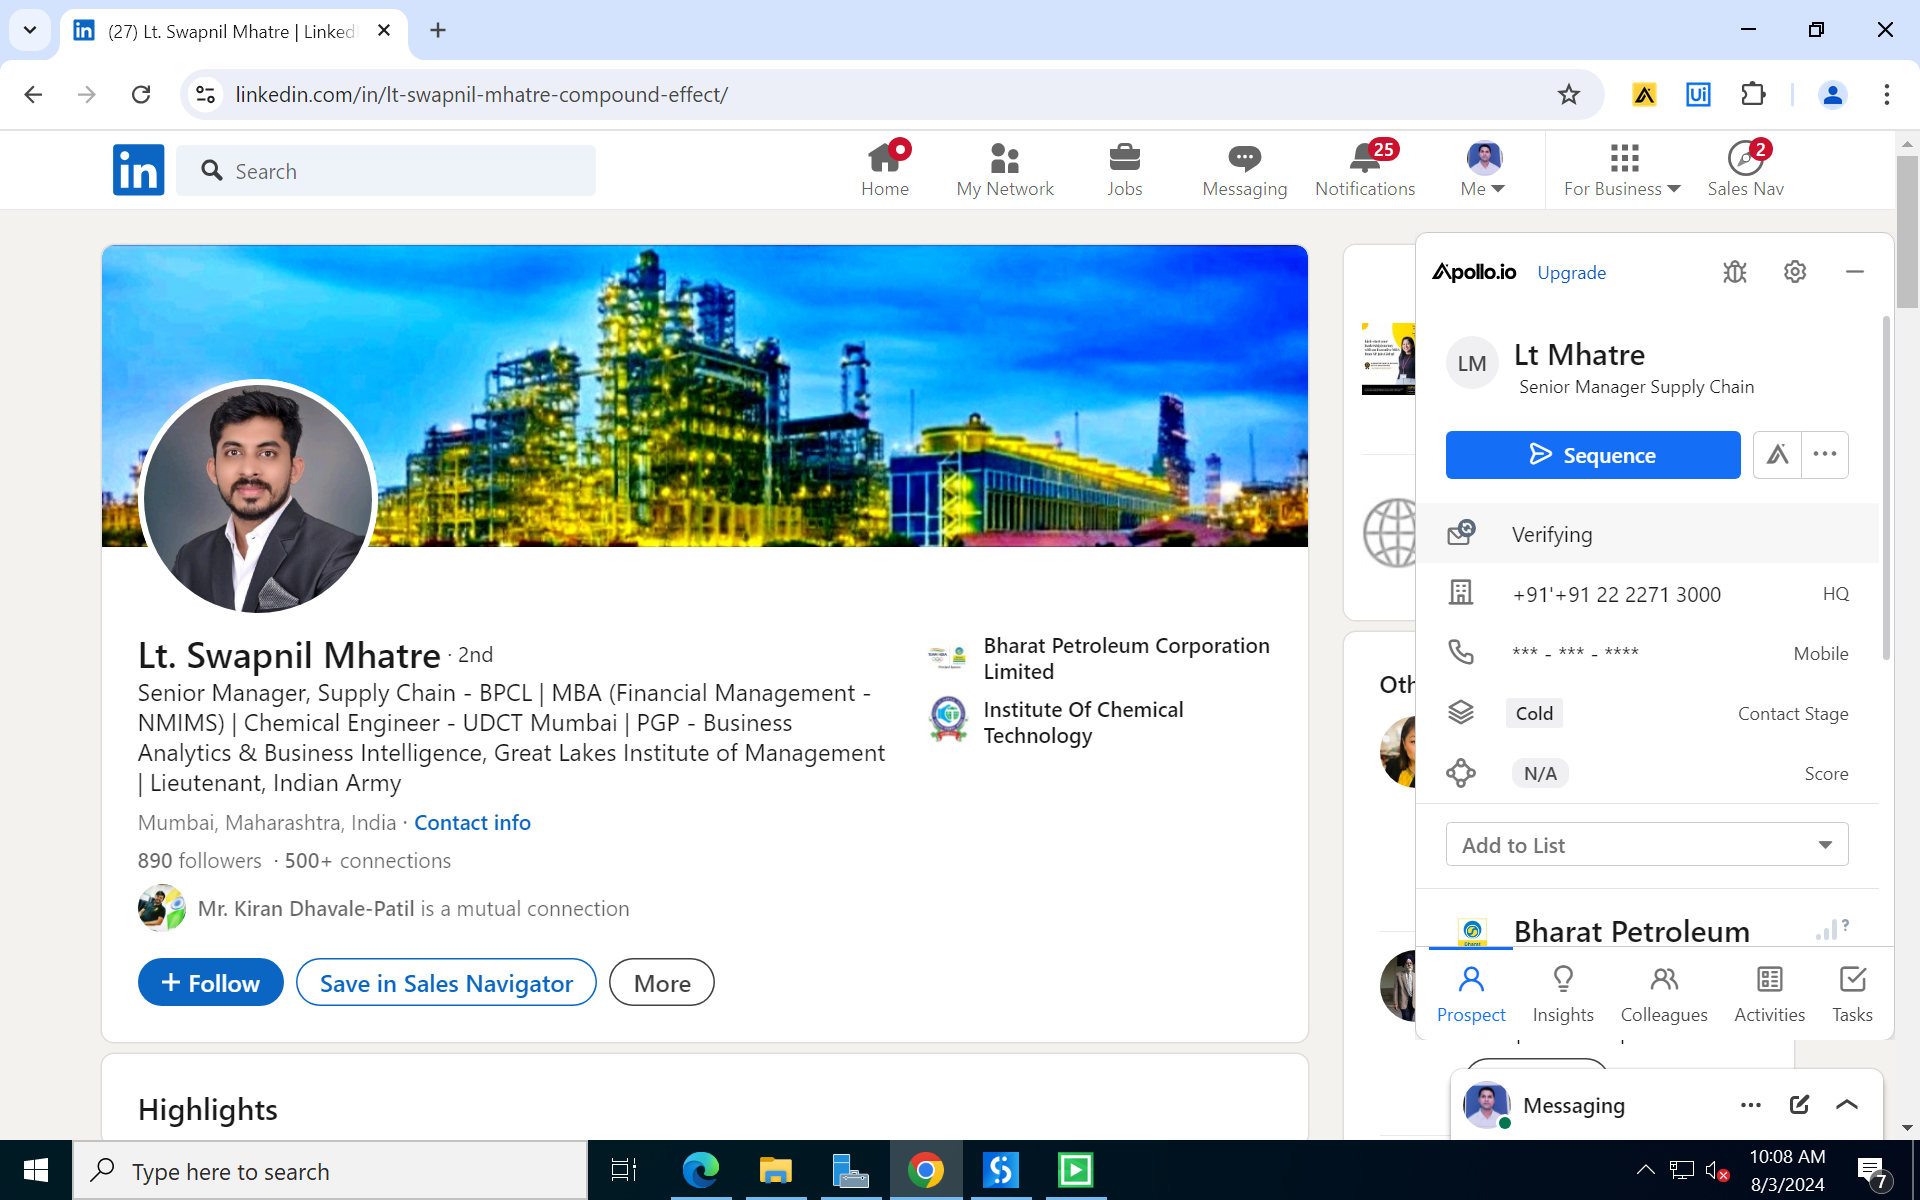 (27) Lt. Swapnil Mhatre | Linked
linkedin.com/in/lt-swapnil-mhatre-compound-effect/
Ui
in
Search
Home
My Network
Jobs
Messaging
25
Notifications
Me
For Business
2
Sales Nav
Lt. Swapnil Mhatre · 2nd
Senior Manager, Supply Chain - BPCL | MBA (Financial Management -
NMIMS) | Chemical Engineer - UDCT Mumbai | PGP - Business
Analytics & Business Intelligence, Great Lakes Institute of Management
| Lieutenant, Indian Army
Mumbai, Maharashtra, India · Contact info
890 followers · 500+ connections
Mr. Kiran Dhavale-Patil is a mutual connection
+ Follow
Save in Sales Navigator
More
Bharat Petroleum Corporation
Limited
Institute Of Chemical
Technology
Highlights
Oth
Apollo.io
Upgrade
LM
Lt Mhatre
Senior Manager Supply Chain
Sequence
Verifying
+91'+91 22 2271 3000
HQ
*** - *** - ****
Mobile
Cold
Contact Stage
N/A
Score
Add to List
Bharat Petroleum
?
Prospect
Insights
Colleagues
Activities
Tasks
Messaging
Type here to search
10:08 AM
8/3/2024
7